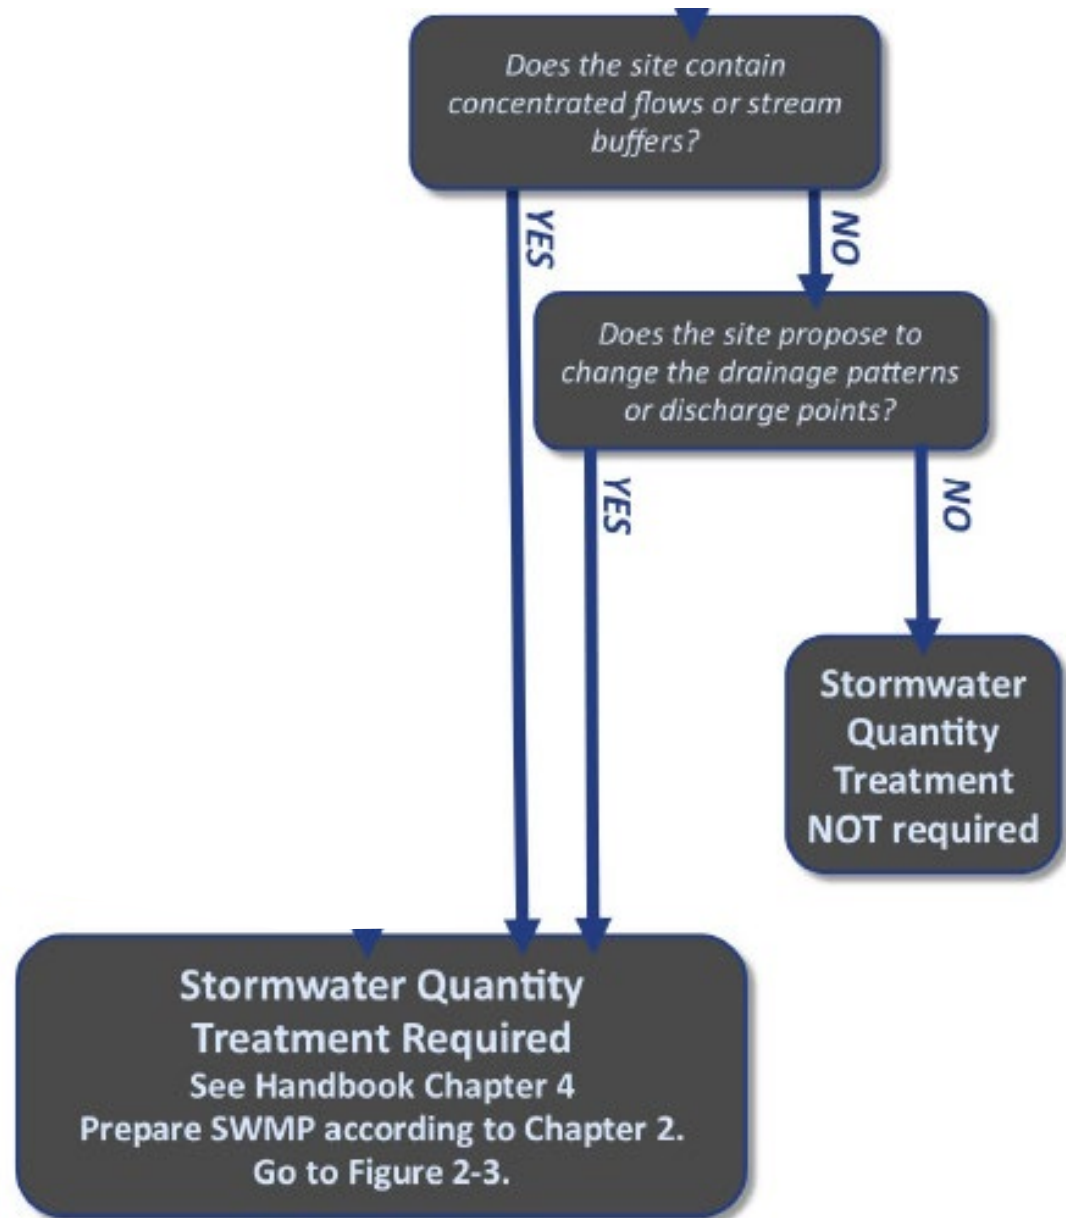 Does the site contain
concentrated flows or stream
buffers?
YES
NO
Does the site propose to
change the drainage patterns
or discharge points?
YES
NO
Stormwater
Quantity
Treatment
NOT required
Stormwater Quantity
Treatment Required
See Handbook Chapter 4
Prepare SWMP according to Chapter 2.
Go to Figure 2-3.